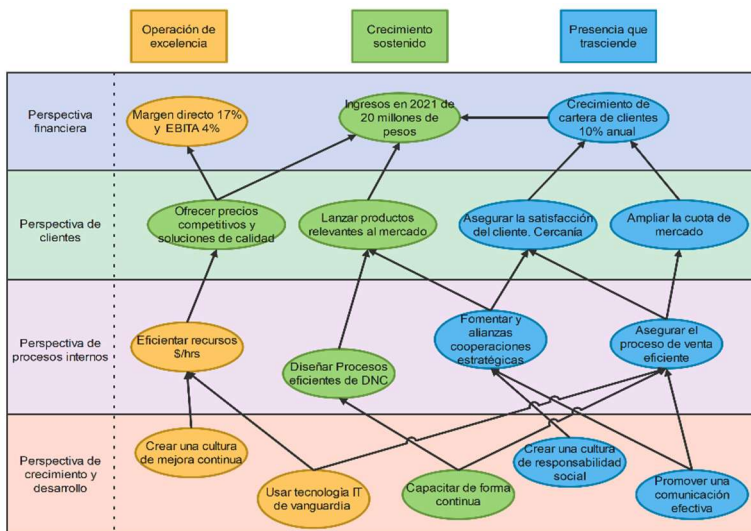 Operación de
excelencia
Crecimiento
sostenido
Presencia que
trasciende
Perspectiva
financiera
Margen directo 17%
y EBITA 4%
Ingresos en 2021 de
20 millones de
pesos
Crecimiento de
cartera de clientes
10% anual
Perspectiva de
clientes
Ofrecer precios
competitivos y
soluciones de calidad
Lanzar productos
relevantes al mercado
Asegurar la satisfacción
del cliente. Cercanía
Ampliar la cuota de
mercado
Perspectiva
de procesos internos
Eficientar recursos
$/hrs
Diseñar Procesos
eficientes de DNC
Fomentar y
alianzas
cooperaciones
estratégicas
Asegurar el
proceso de venta
eficiente
Perspectiva de
crecimiento y
desarrollo
Crear una cultura
de mejora continua
Usar tecnología IT
de vanguardia
Capacitar de forma
continua
Crear una cultura
de responsabilidad
social
Promover una
comunicación
efectiva